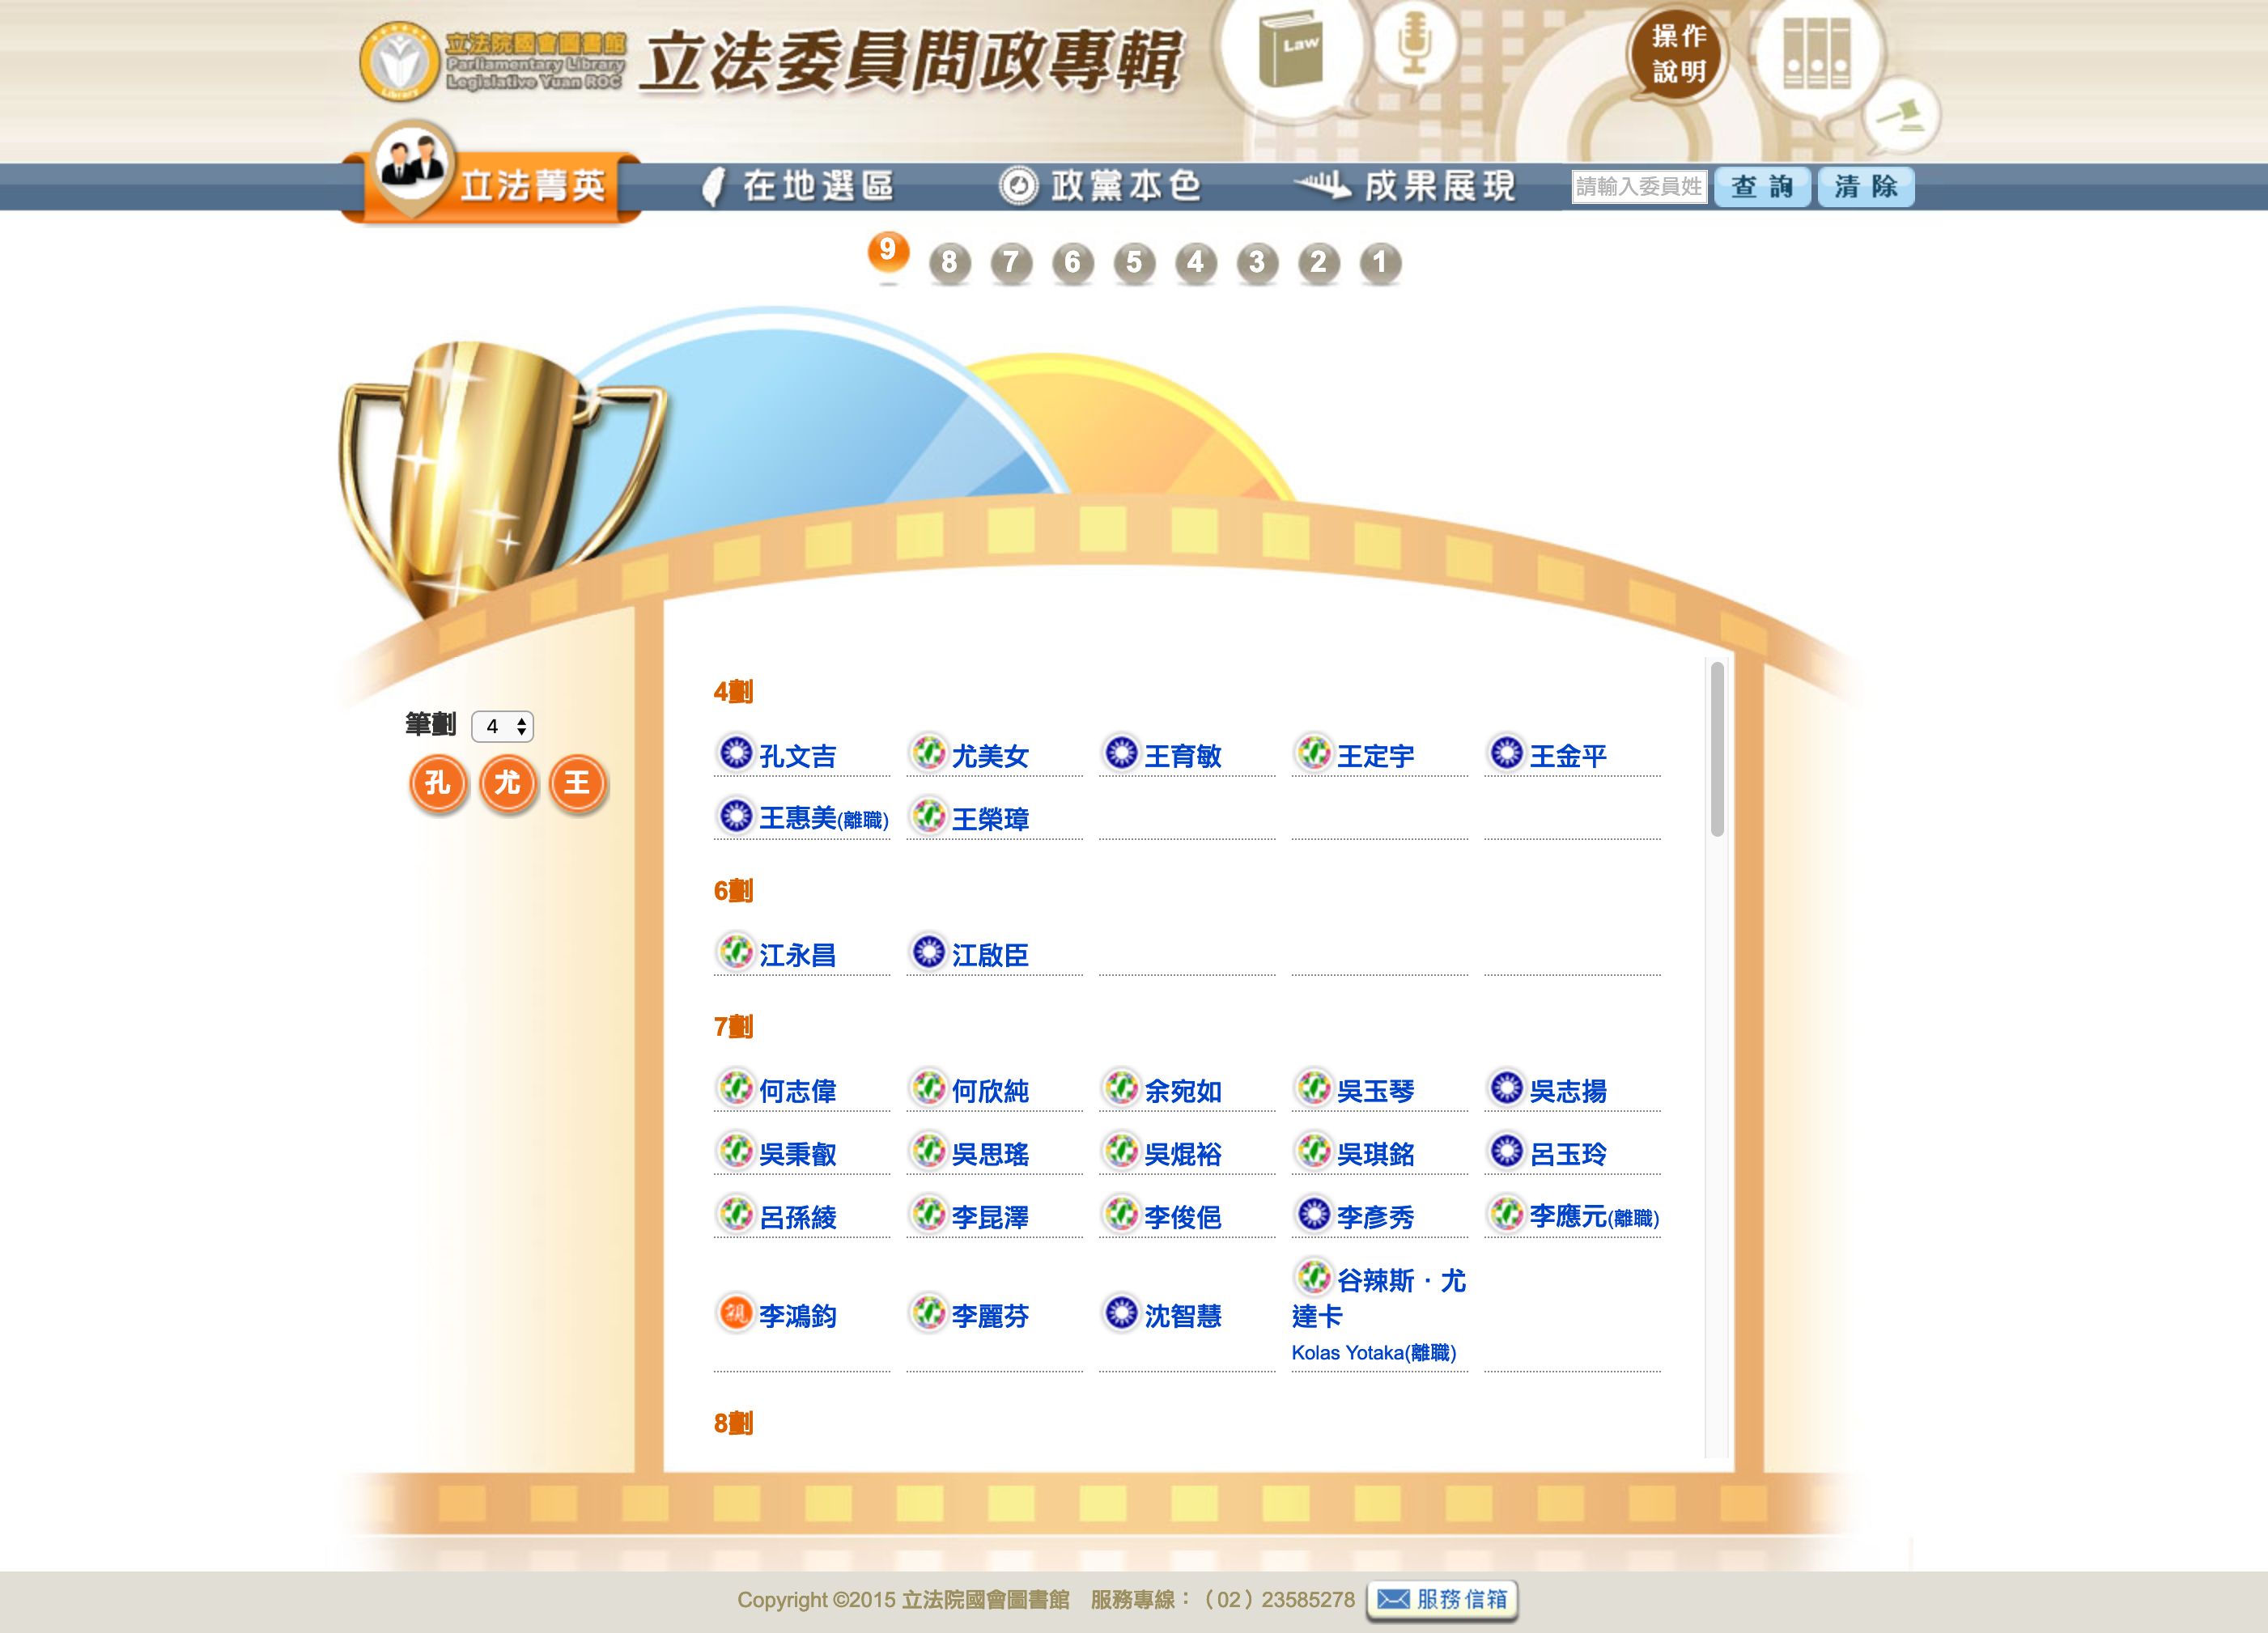 立法院國會圖書館
Parliamentary Library
Legislative Yuan ROC
Library
立法委員問政專輯
Law
操作
說明
立法菁英 在地選區 政黨本色 成果展現 請輸入委員姓 查詢 清除
9 8 7 6 5 4 3 2 1
筆劃 4
孔 尤 王
4劃
孔文吉 尤美女 王育敏 王定宇 王金平
王惠美(離職) 王榮璋
6劃
江永昌 江啟臣
7劃
何志偉 何欣純 余宛如 吳玉琴 吳志揚
吳秉叡 吳思瑤 吳焜裕 吳琪銘 呂玉玲
呂孫綾 李昆澤 李俊俋 李彥秀 李應元(離職)
親 李鴻鈞 李麗芬 沈智慧 谷辣斯‧尤
達卡
Kolas Yotaka(離職)
8劃
Copyright ©2015 立法院國會圖書館 服務專線：（02）23585278 服務信箱